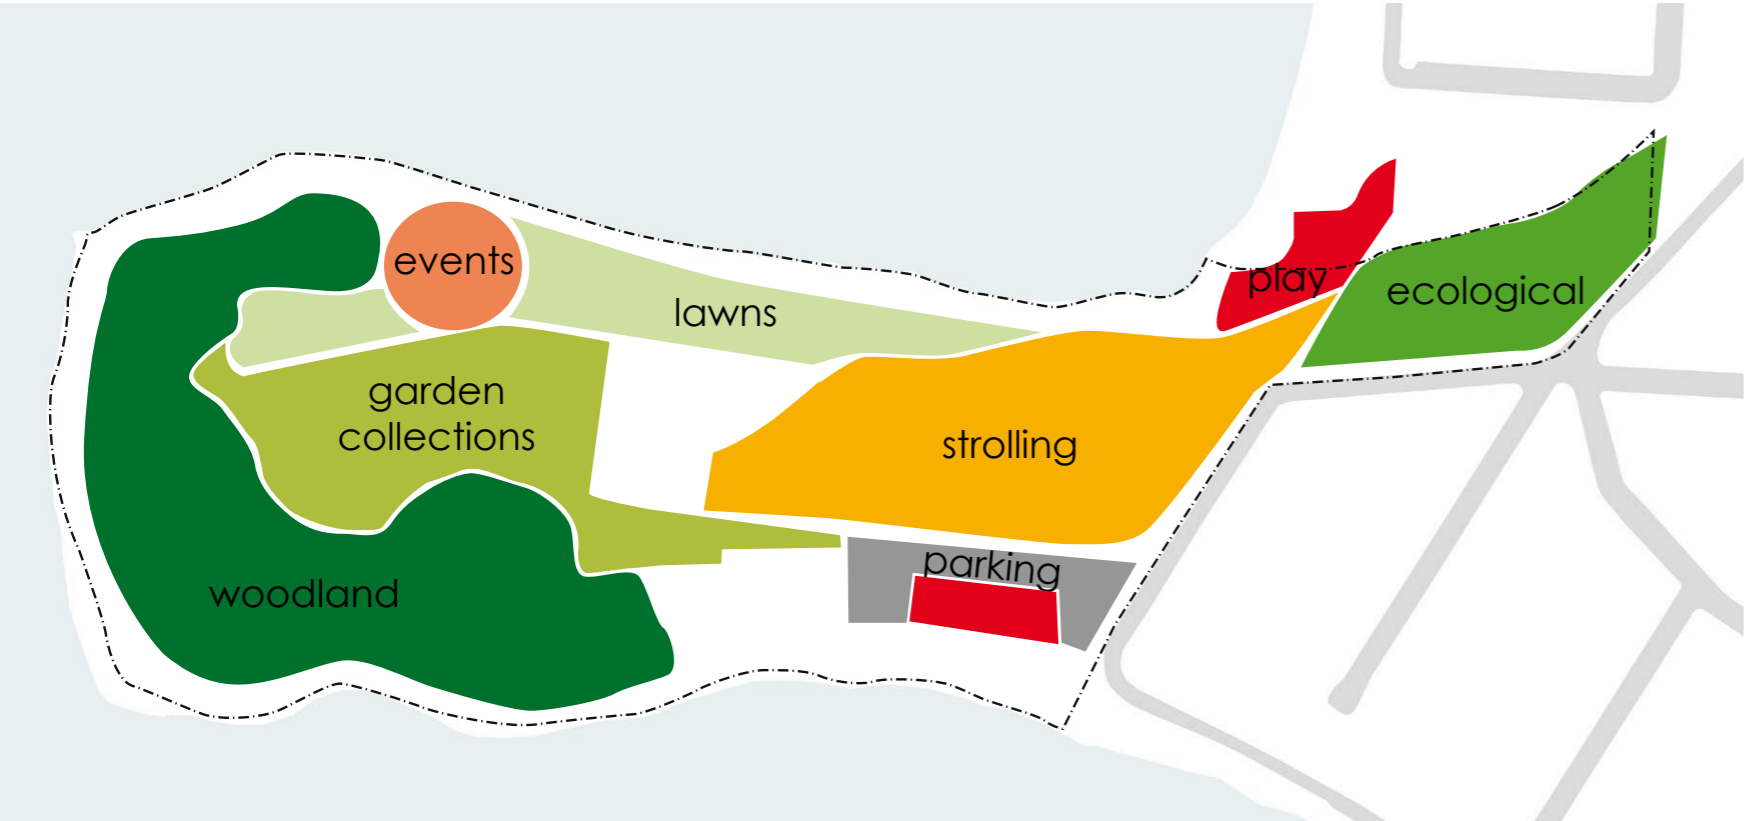 events
lawns
play
ecological
garden
collections
strolling
parking
woodland